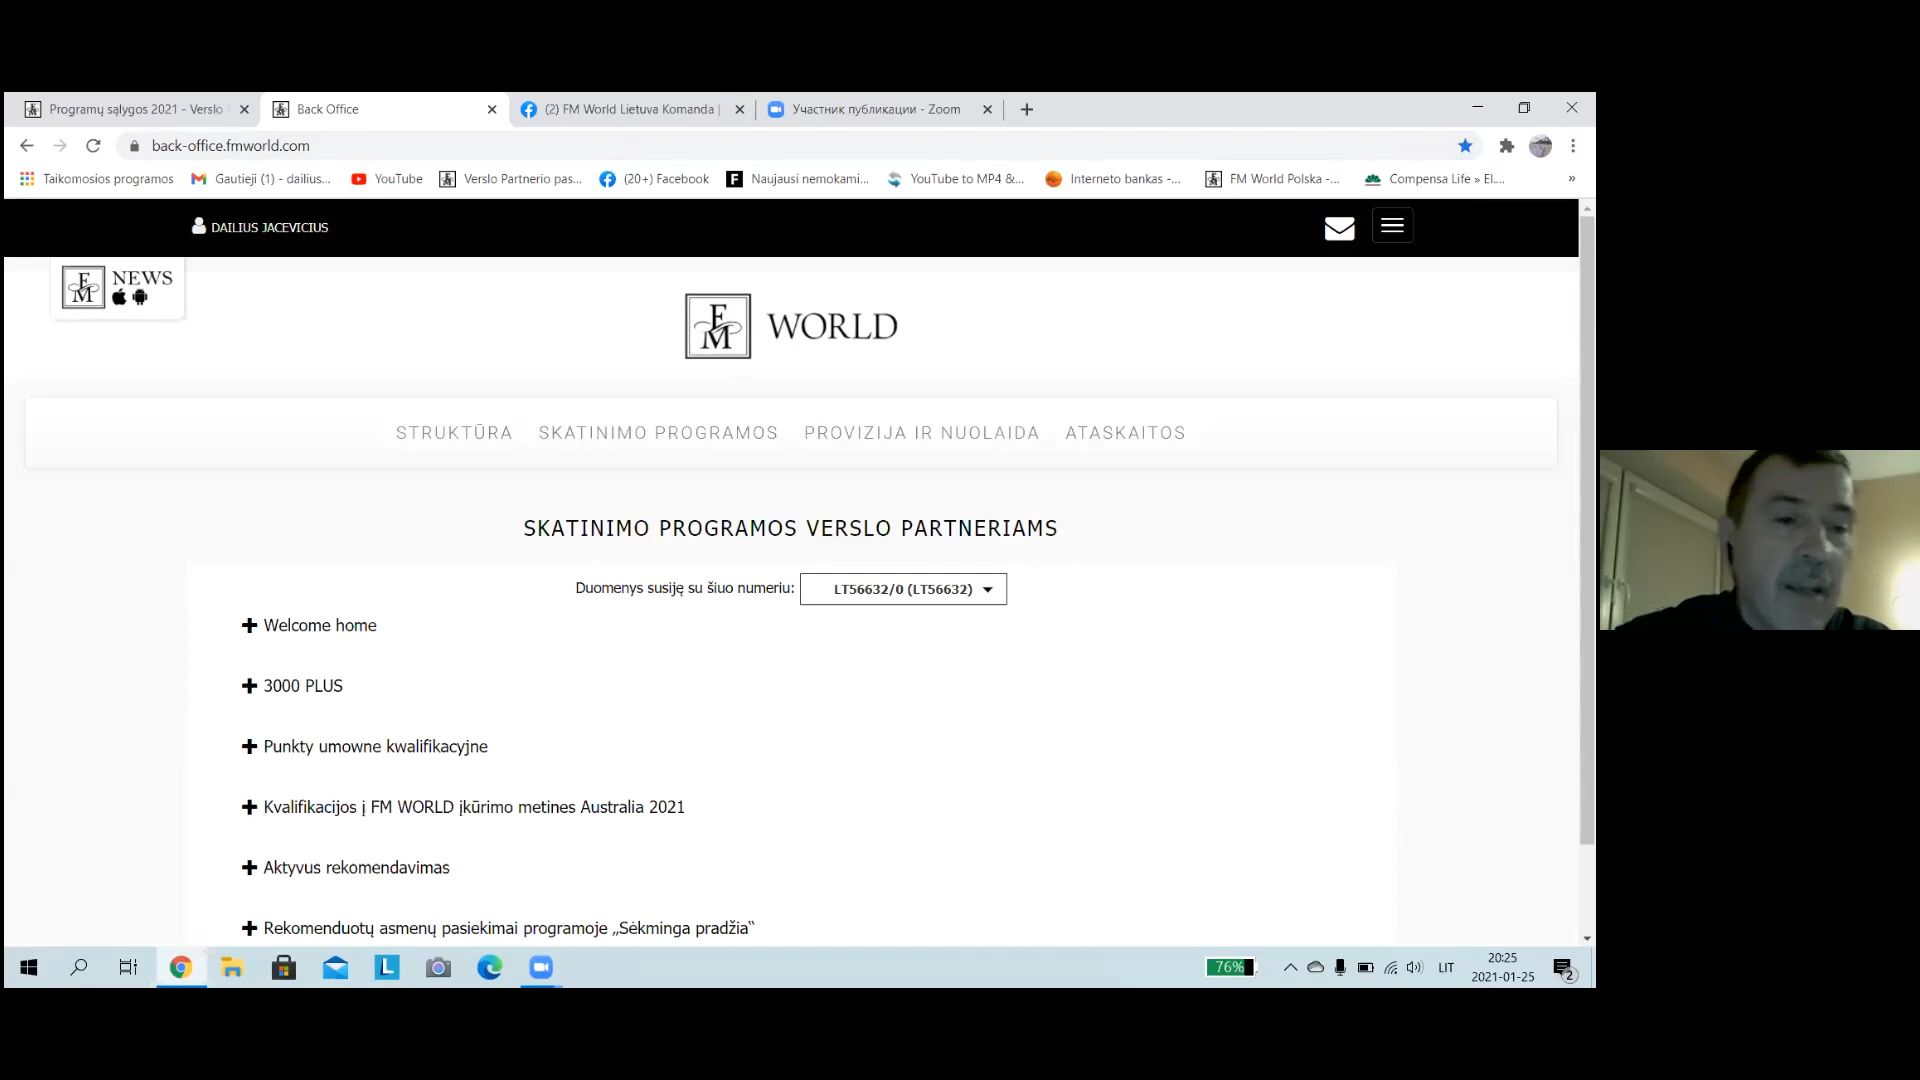 Programų sąlygos 2021 - Verslo
Back Office
(2) FM World Lietuva Komanda |
Участник публикации - Zoom
back-office.fmworld.com
Taikomosios programos
Gautieji (1) - dailius...
YouTube
Verslo Partnerio pas...
(20+) Facebook
Naujausi nemokami...
YouTube to MP4 &...
Interneto bankas -...
FM World Polska -...
Compensa Life » El....
»
DAILIUS JACEVICIUS
FM NEWS
FM WORLD
STRUKTŪRA
SKATINIMO PROGRAMOS
PROVIZIJA IR NUOLAIDA
ATASKAITOS
SKATINIMO PROGRAMOS VERSLO PARTNERIAMS
Duomenys susiję su šiuo numeriu: LT56632/0 (LT56632)
Welcome home
3000 PLUS
Punkty umowne kwalifikacyjne
Kvalifikacijos į FM WORLD įkūrimo metines Australia 2021
Aktyvus rekomendavimas
Rekomenduotų asmenų pasiekimai programoje „Sėkminga pradžia“
76%
LIT
20:25
2021-01-25
2